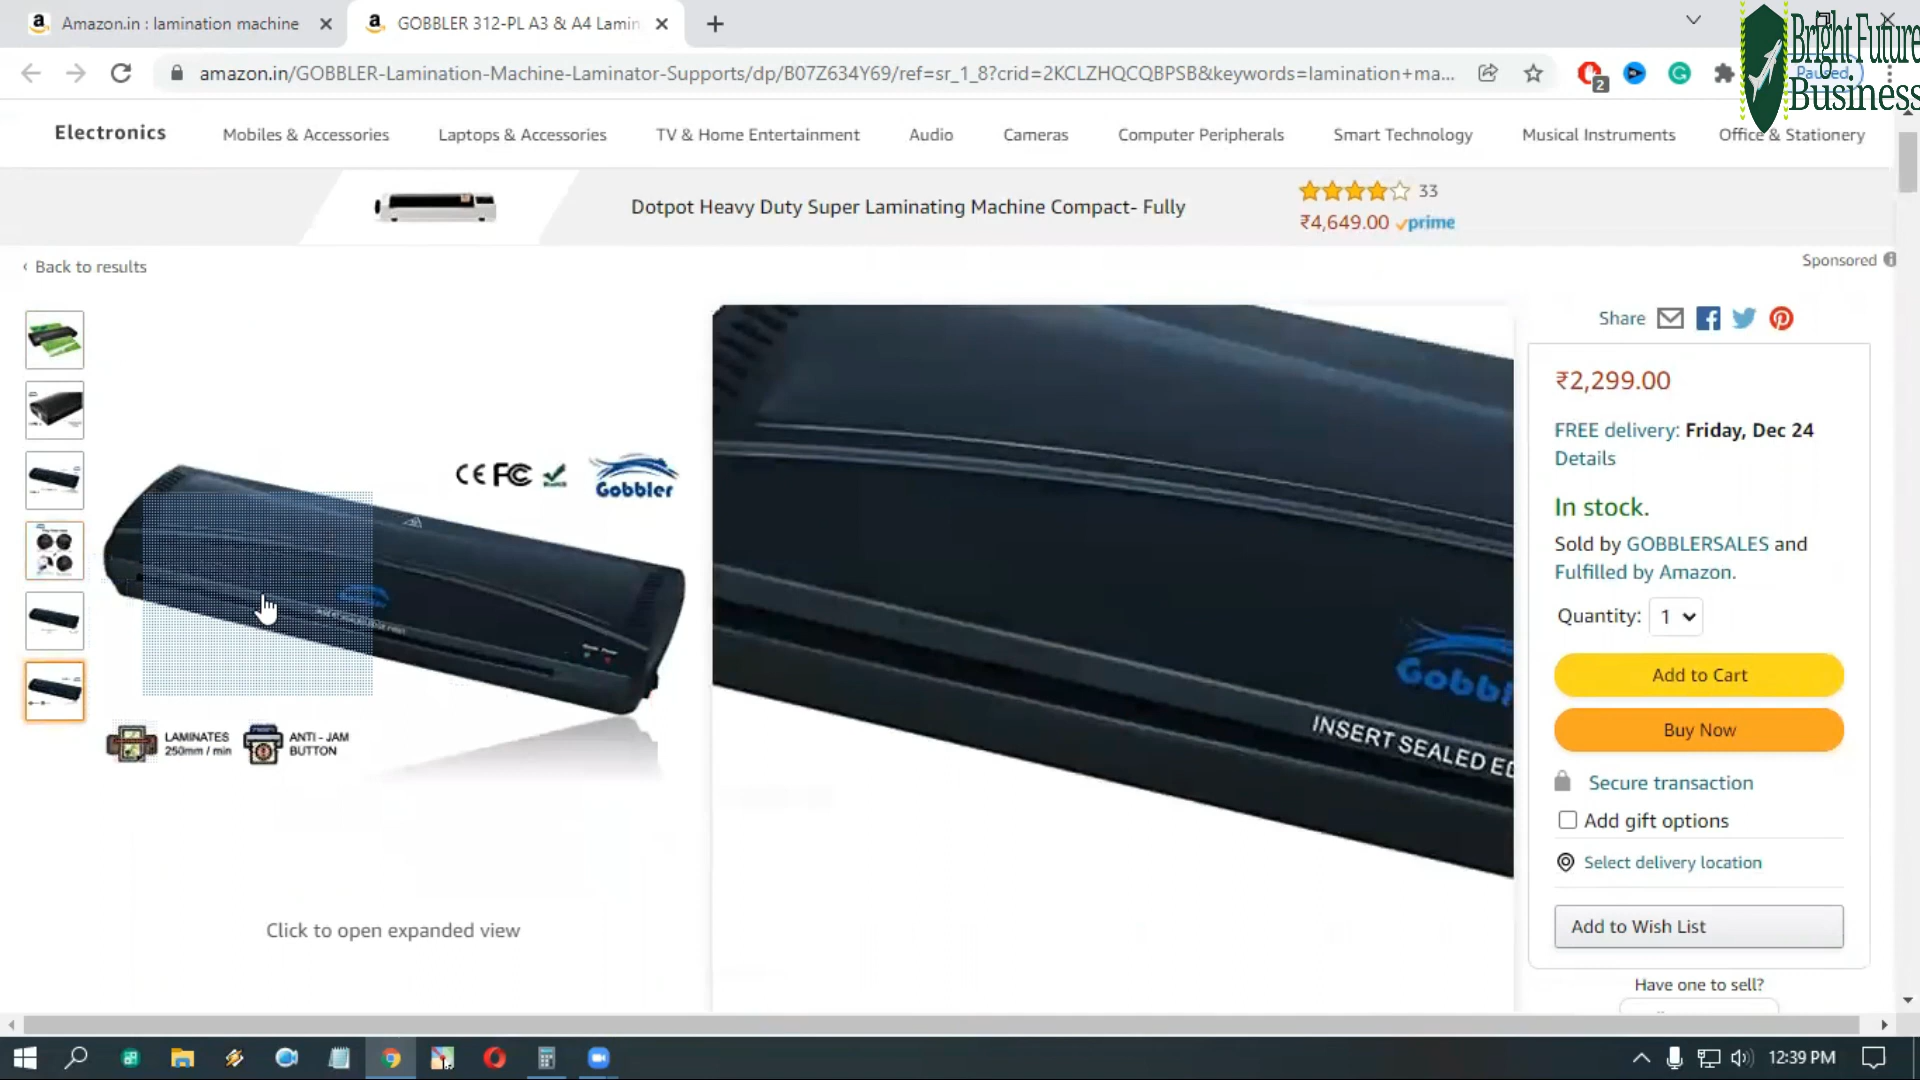 Amazon.in : lamination machine
GOBBLER 312-PL A3 & A4 Lamin
amazon.in/GOBBLER-Lamination-Machine-Laminator-Supports/dp/B07Z634Y69/ref=sr_1_8?crid=2KCLZHQCQBPSB&keywords=lamination+ma...
2
Paused
Bright Future
Business
Electronics
Mobiles & Accessories
Laptops & Accessories
TV & Home Entertainment
Audio
Cameras
Computer Peripherals
Smart Technology
Musical Instruments
Office & Stationery
Dotpot Heavy Duty Super Laminating Machine Compact- Fully
33
₹4,649.00 prime
‹ Back to results
Sponsored
Share
₹2,299.00
FREE delivery: Friday, Dec 24
Details
In stock.
Sold by GOBBLERSALES and
Fulfilled by Amazon.
Quantity: 1
Add to Cart
Buy Now
Secure transaction
Add gift options
Select delivery location
Add to Wish List
Have one to sell?
CE FC
Gobbler
LAMINATES
250mm / min
ANTI - JAM
BUTTON
Gobbl
INSERT SEALED ED
Click to open expanded view
12:39 PM